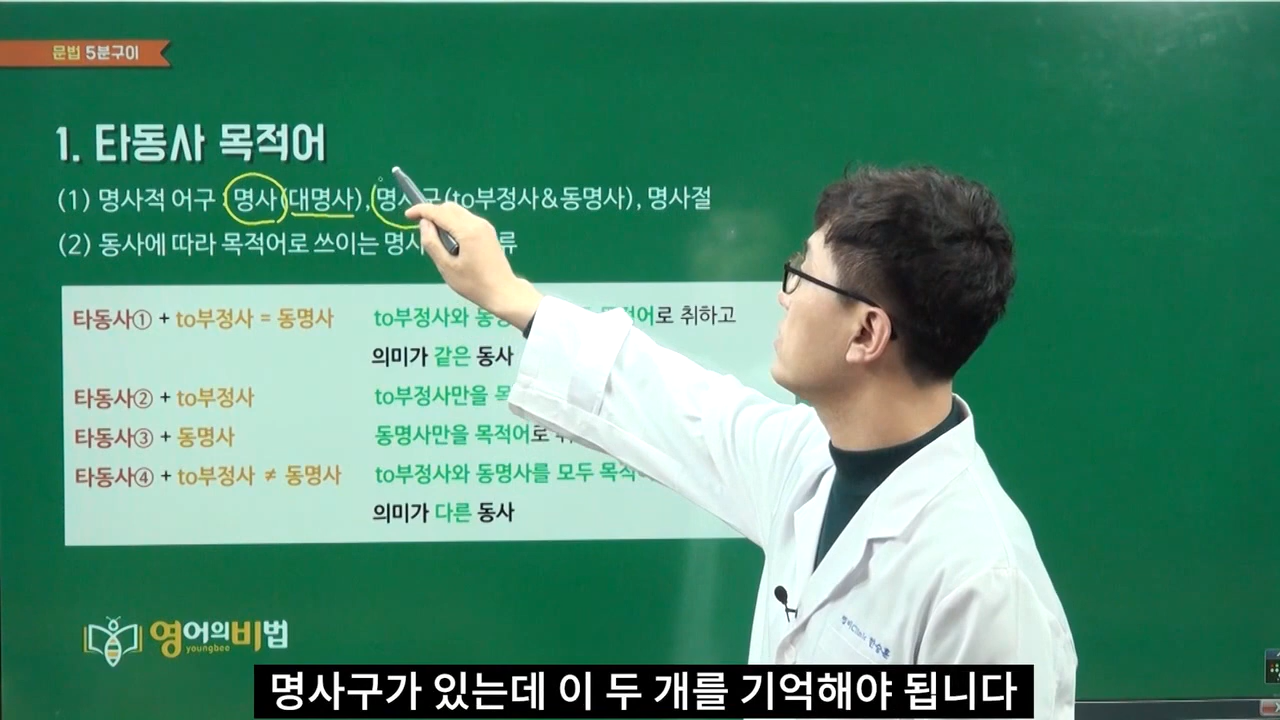 문법 5분구이
1. 타동사 목적어
(1) 명사적 어구 : 명사(대명사), 명사구(to부정사&동명사), 명사절
(2) 동사에 따라 목적어로 쓰이는 명사 류
타동사① + to부정사 = 동명사 to부정사와 목적어로 취하고
의미가 같은 동사
타동사② + to부정사 to부정사만을
타동사③ + 동명사 동명사만을 목적어로
타동사④ + to부정사 ≠ 동명사 to부정사와 동명사를 모두
의미가 다른 동사
영어의비법
youngbee
명사구가 있는데 이 두 개를 기억해야 됩니다